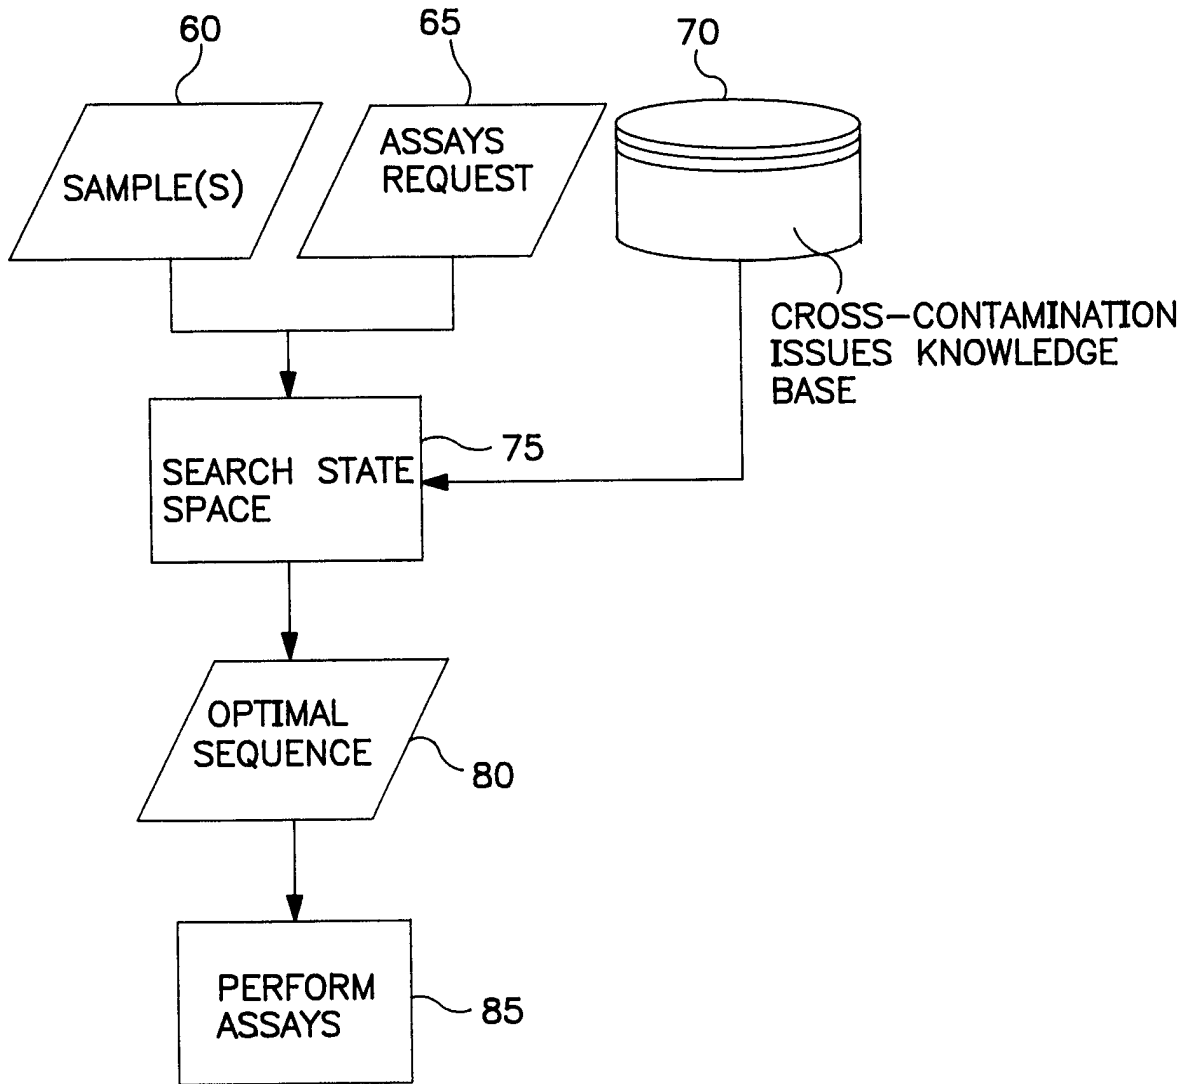 60
65
70
SAMPLE(S)
ASSAYS
REQUEST
CROSS-CONTAMINATION
ISSUES KNOWLEDGE
BASE
75
SEARCH STATE
SPACE
OPTIMAL
SEQUENCE
80
PERFORM
ASSAYS
85